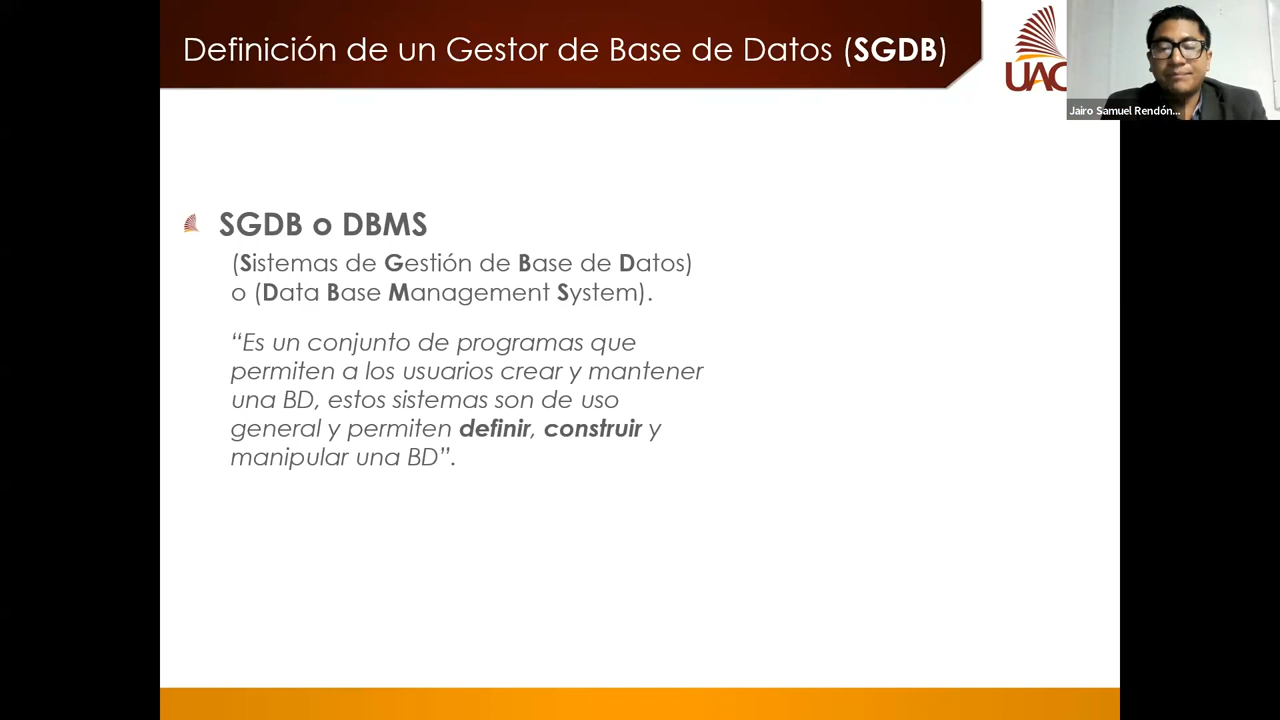 Definición de un Gestor de Base de Datos (SGDB)
UAC
Jairo Samuel Rendón...
SGDB o DBMS
(Sistemas de Gestión de Base de Datos)
o (Data Base Management System).
“Es un conjunto de programas que
permiten a los usuarios crear y mantener
una BD, estos sistemas son de uso
general y permiten definir, construir y
manipular una BD”.